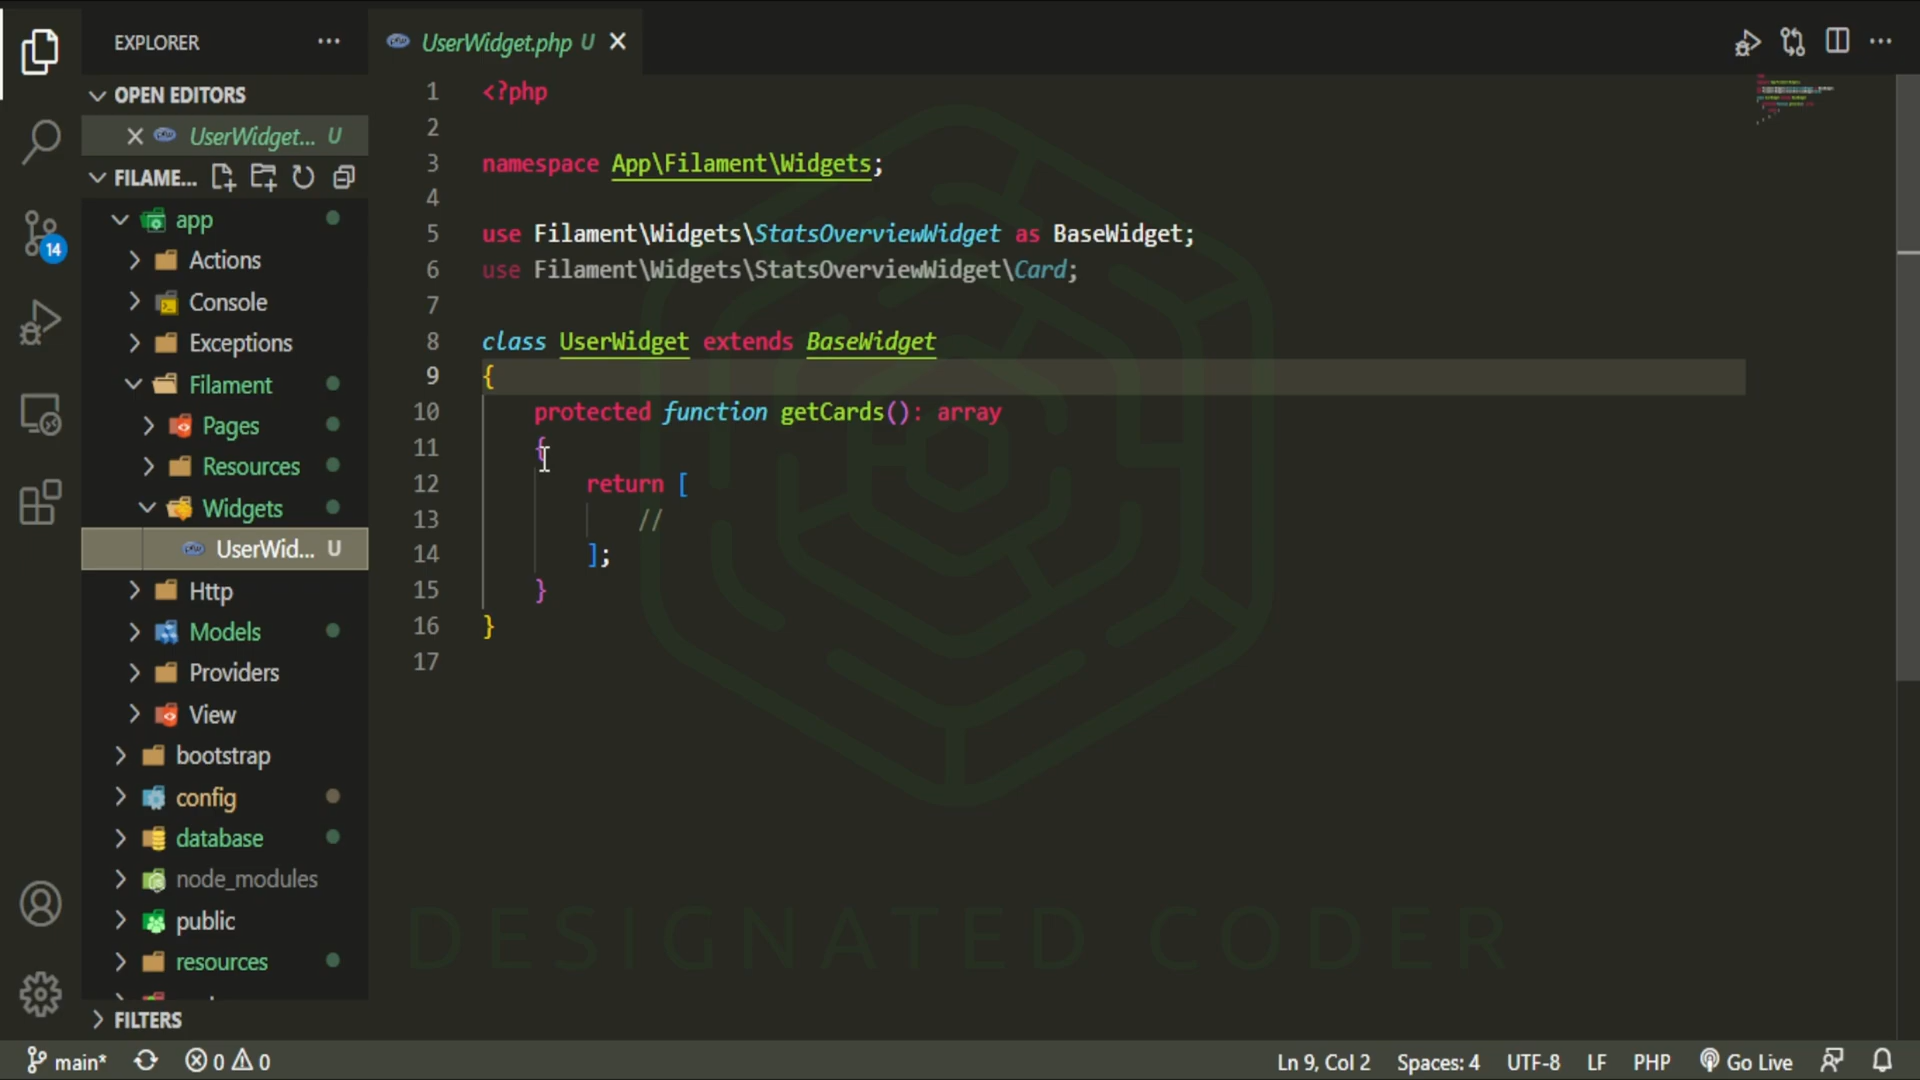 EXPLORER
UserWidget.php U
OPEN EDITORS
UserWidget... U
FILAME...
app
Actions
Console
Exceptions
Filament
Pages
Resources
Widgets
UserWid... U
Http
Models
Providers
View
bootstrap
config
database
node_modules
public
resources
FILTERS
14
1 <?php
2
3 namespace App\Filament\Widgets;
4
5 use Filament\Widgets\StatsOverviewWidget as BaseWidget;
6 use Filament\Widgets\StatsOverviewWidget\Card;
7
8 class UserWidget extends BaseWidget
9 {
10 protected function getCards(): array
11 {
12 return [
13 //
14 ];
15 }
16 }
17
DESIGNATED CODER
main* 0 0 Ln 9, Col 2 Spaces: 4 UTF-8 LF PHP Go Live